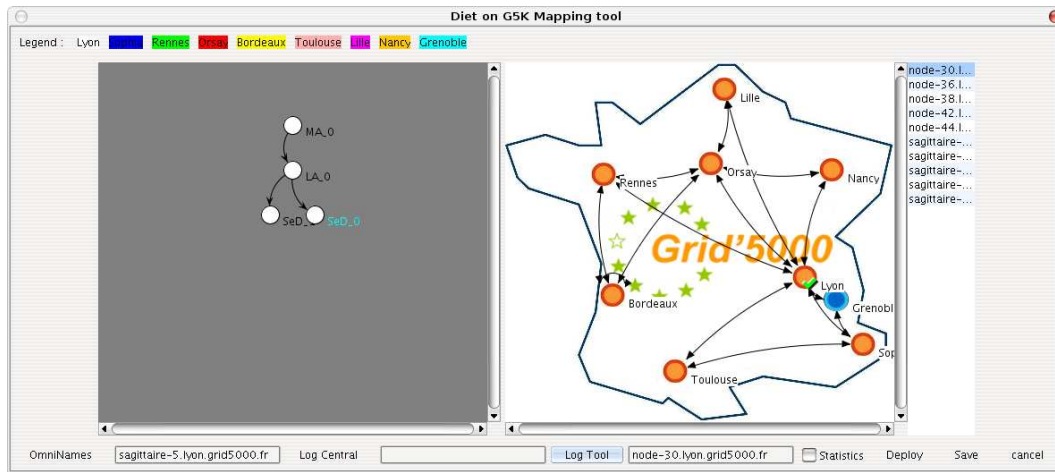 Diet on G5K Mapping tool
Legend : Lyon Rennes Orsay Bordeaux Toulouse Lille Nancy Grenoble
MA_0
LA_0
SeD_
SeD_0
Lille
Rennes
Orsay
Nancy
Grid'5000
Lyon
Bordeaux
Grenobl
Sop
Toulouse
node-30.l...
node-36.l...
node-38.l...
node-42.l...
node-44.l...
sagittaire-...
sagittaire-...
sagittaire-...
sagittaire-...
sagittaire-...
OmniNames sagittaire-5.lyon.grid5000.fr Log Central Log Tool node-30.lyon.grid5000.fr Statistics Deploy Save cancel